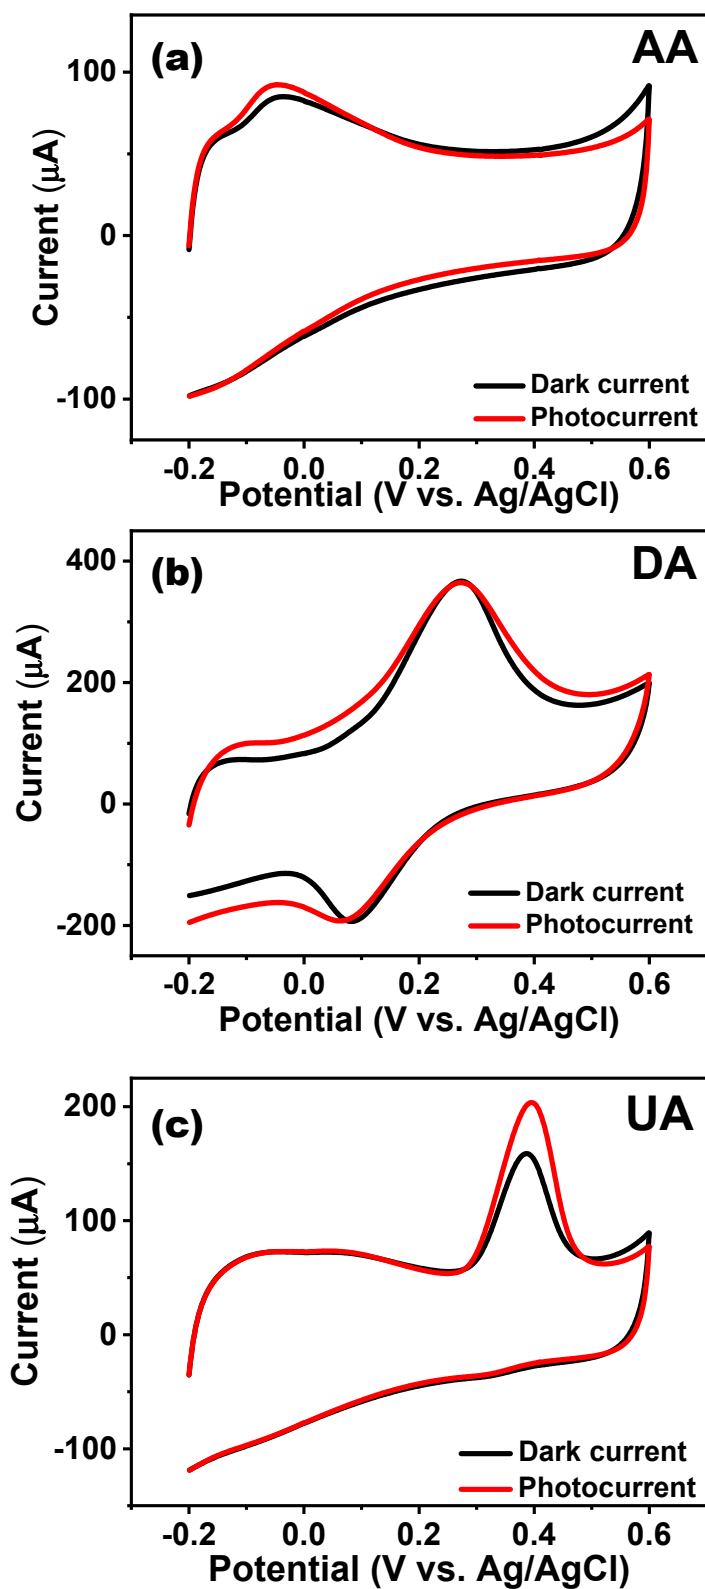 (a)
AA
100
0
-100
Current (μA)
Dark current
Photocurrent
-0.2 0.0 0.2 0.4 0.6
Potential (V vs. Ag/AgCl)
(b)
DA
400
200
0
-200
Current (μA)
Dark current
Photocurrent
-0.2 0.0 0.2 0.4 0.6
Potential (V vs. Ag/AgCl)
(c)
UA
200
100
0
-100
Current (μA)
Dark current
Photocurrent
-0.2 0.0 0.2 0.4 0.6
Potential (V vs. Ag/AgCl)